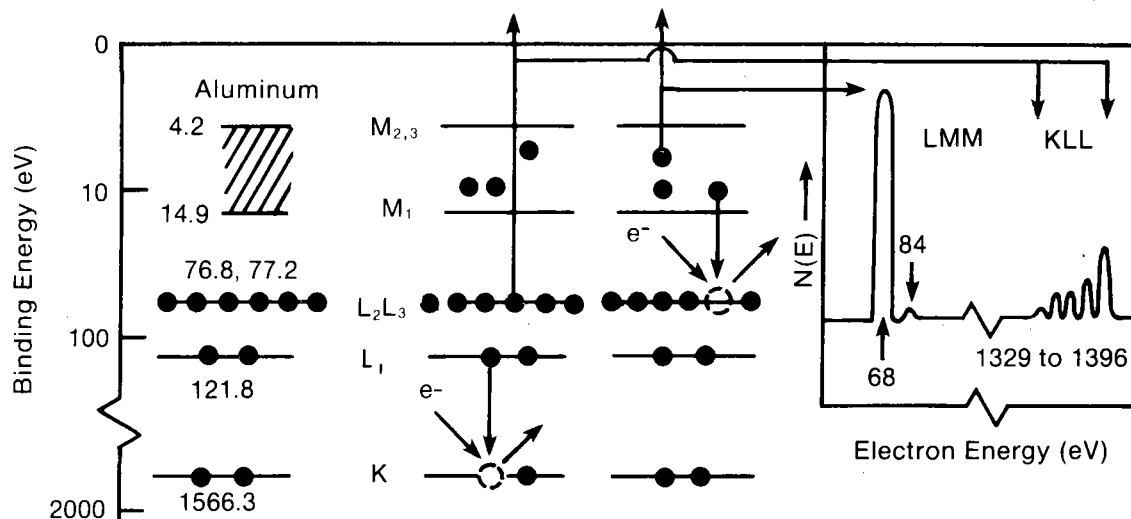 Binding Energy (eV)
0
10
100
2000
Aluminum
4.2
14.9
76.8, 77.2
121.8
1566.3
M2,3
M1
L2L3
L1
K
e-
e-
N(E)
LMM
KLL
84
68
1329 to 1396
Electron Energy (eV)